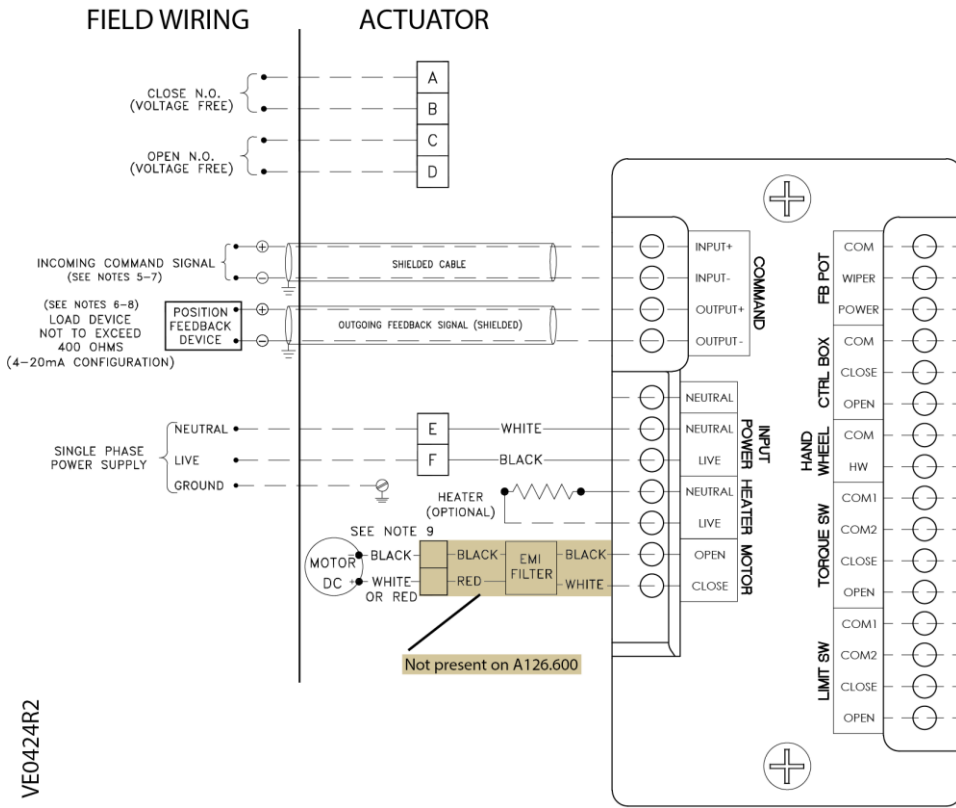 FIELD WIRING
ACTUATOR
CLOSE N.O.
(VOLTAGE FREE)
A
B
OPEN N.O.
(VOLTAGE FREE)
C
D
INCOMING COMMAND SIGNAL
(SEE NOTES 5-7)
+
-
SHIELDED CABLE
(SEE NOTES 6-8)
LOAD DEVICE
NOT TO EXCEED
400 OHMS
(4-20mA CONFIGURATION)
POSITION
FEEDBACK
DEVICE
+
-
OUTGOING FEEDBACK SIGNAL (SHIELDED)
SINGLE PHASE
POWER SUPPLY
NEUTRAL
LIVE
GROUND
E
WHITE
F
BLACK
HEATER
(OPTIONAL)
SEE NOTE 9
MOTOR
DC
-
+
BLACK
WHITE
OR RED
BLACK
RED
EMI
FILTER
BLACK
WHITE
Not present on A126.600
INPUT+
INPUT-
OUTPUT+
OUTPUT-
COMMAND
NEUTRAL
NEUTRAL
LIVE
INPUT
POWER
NEUTRAL
LIVE
HEATER
OPEN
CLOSE
MOTOR
FB POT
COM
WIPER
POWER
CTRL BOX
COM
CLOSE
OPEN
HAND
WHEEL
COM
HW
TORQUE SW
COM1
COM2
CLOSE
OPEN
LIMIT SW
COM1
COM2
CLOSE
OPEN
VE0424R2